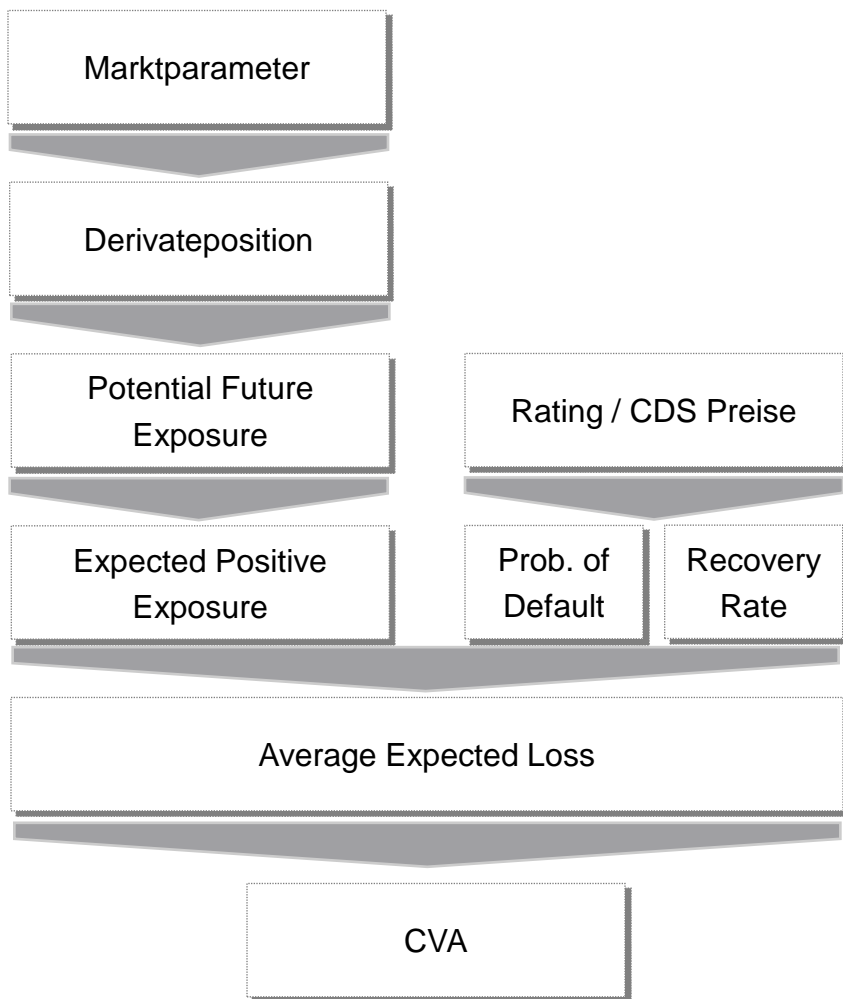 Marktparameter
Derivateposition
Potential Future
Exposure
Rating / CDS Preise
Expected Positive
Exposure
Prob. of
Default
Recovery
Rate
Average Expected Loss
CVA